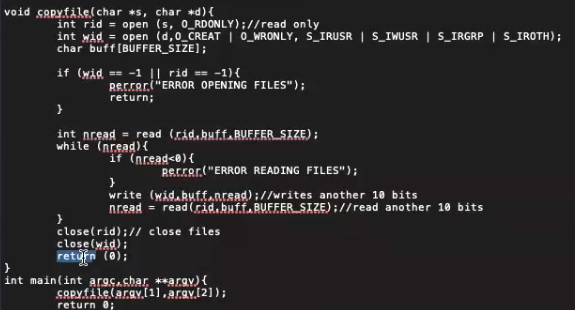 void copyfile(char *s, char *d){
int rid = open (s, O_RDONLY);//read only
int wid = open (d,O_CREAT | O_WRONLY, S_IRUSR | S_IWUSR | S_IRGRP | S_IROTH);
char buff[BUFFER_SIZE];
if (wid == -1 || rid == -1){
perror("ERROR OPENING FILES");
return;
}
int nread = read (rid,buff,BUFFER_SIZE);
while (nread){
if (nread<0){
perror("ERROR READING FILES");
}
write (wid,buff,nread);//writes another 10 bits
nread = read(rid,buff,BUFFER_SIZE);//read another 10 bits
}
close(rid);// close files
close(wid);
return (0);
}
int main(int argc,char **argv){
copyfile(argv[1],argv[2]);
return 0;